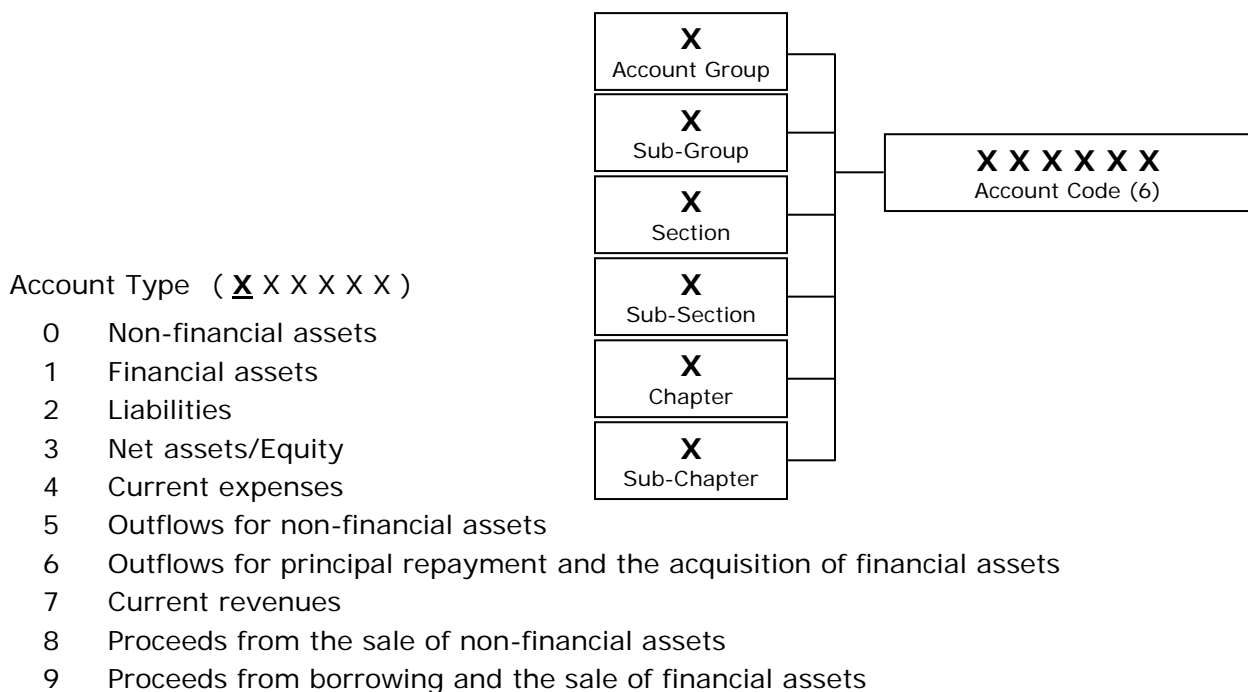 X
Account Group
X
Sub-Group
X
Section
X
Sub-Section
X
Chapter
X
Sub-Chapter
X X X X X X
Account Code (6)
Account Type ( X X X X X X )
0 Non-financial assets
1 Financial assets
2 Liabilities
3 Net assets/Equity
4 Current expenses
5 Outflows for non-financial assets
6 Outflows for principal repayment and the acquisition of financial assets
7 Current revenues
8 Proceeds from the sale of non-financial assets
9 Proceeds from borrowing and the sale of financial assets